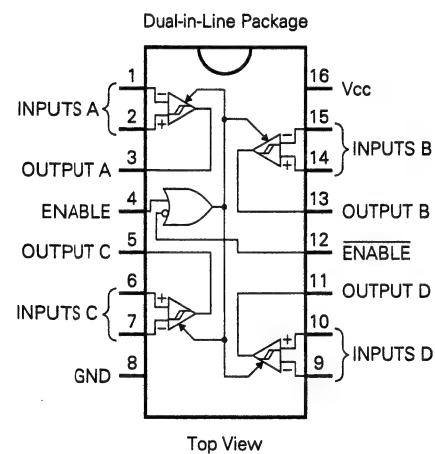 Dual-in-Line Package
1
INPUTS A
2
3
OUTPUT A
4
ENABLE
5
OUTPUT C
6
INPUTS C
7
8
GND
16
Vcc
15
INPUTS B
14
13
OUTPUT B
12
ENABLE
11
OUTPUT D
10
INPUTS D
9
−
+
−
+
+
−
+
−
Top View